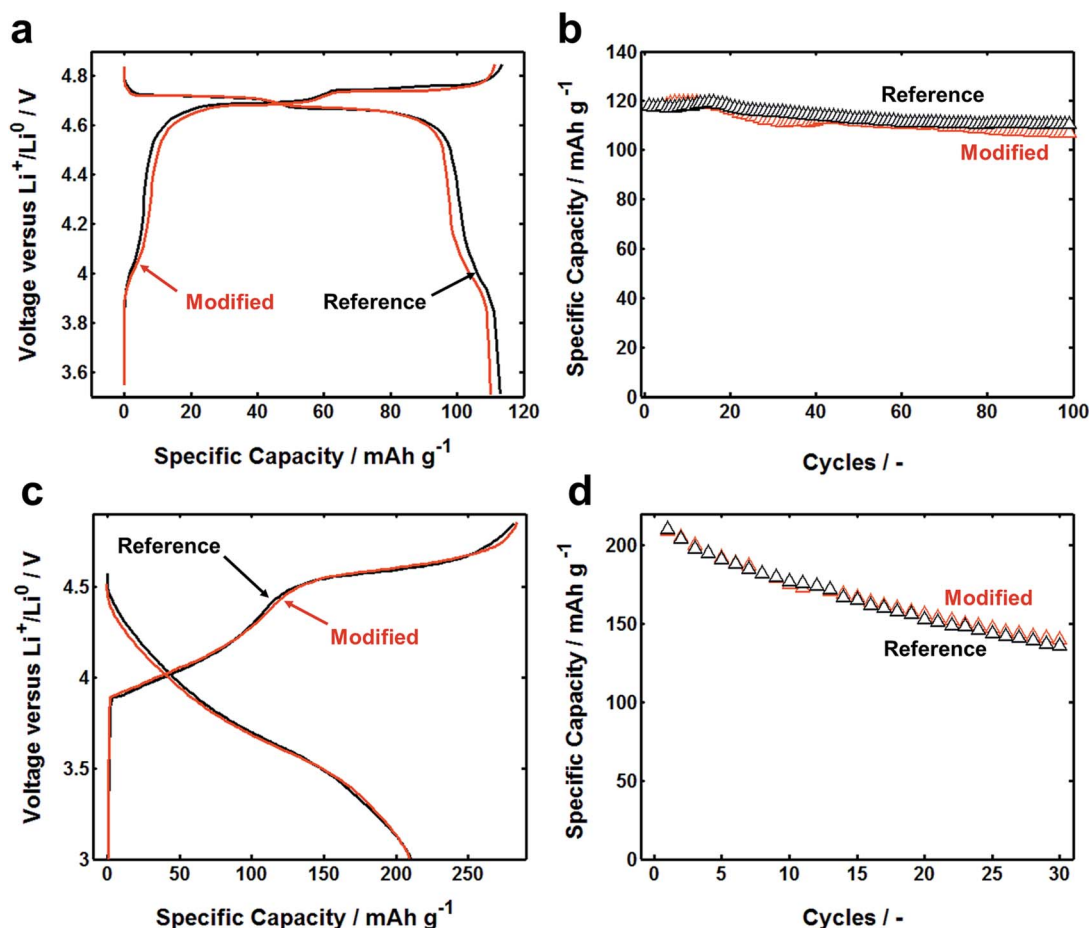 a
Voltage versus Li⁺/Li⁰ / V
4.8
4.6
4.4
4.2
4
3.8
3.6
Modified
Reference
0 20 40 60 80 100 120
Specific Capacity / mAh g⁻¹
b
Specific Capacity / mAh g⁻¹
140
120
100
80
60
40
20
0
Reference
Modified
0 20 40 60 80 100
Cycles / -
c
Voltage versus Li⁺/Li⁰ / V
4.5
4
3.5
3
Reference
Modified
0 50 100 150 200 250
Specific Capacity / mAh g⁻¹
d
Specific Capacity / mAh g⁻¹
200
150
100
50
0
Modified
Reference
0 5 10 15 20 25 30
Cycles / -